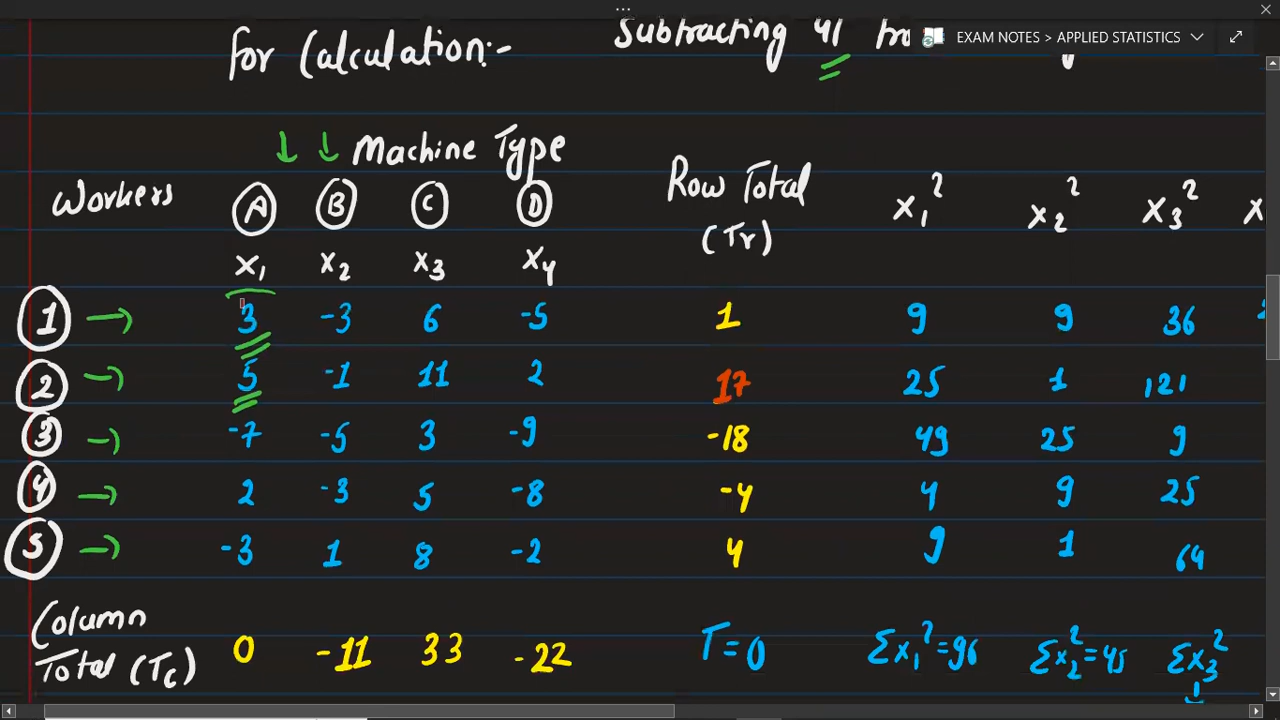 EXAM NOTES > APPLIED STATISTICS
for Calculation:- Subtracting 41
Machine Type
Workers A B C D Row Total (Tr) x₁² x₂² x₃² x
x₁ x₂ x₃ x₄
1 → 3 -3 6 -5 1 9 9 36
2 → 5 -1 11 2 17 25 1 121
3 → -7 -5 3 -9 -18 49 25 9
4 → 2 -3 5 -8 -4 4 9 25
5 → -3 1 8 -2 4 9 1 64
Column Total (Tc) 0 -11 33 -22 T=0 Σx₁²=96 Σx₂²=45 Σx₃²